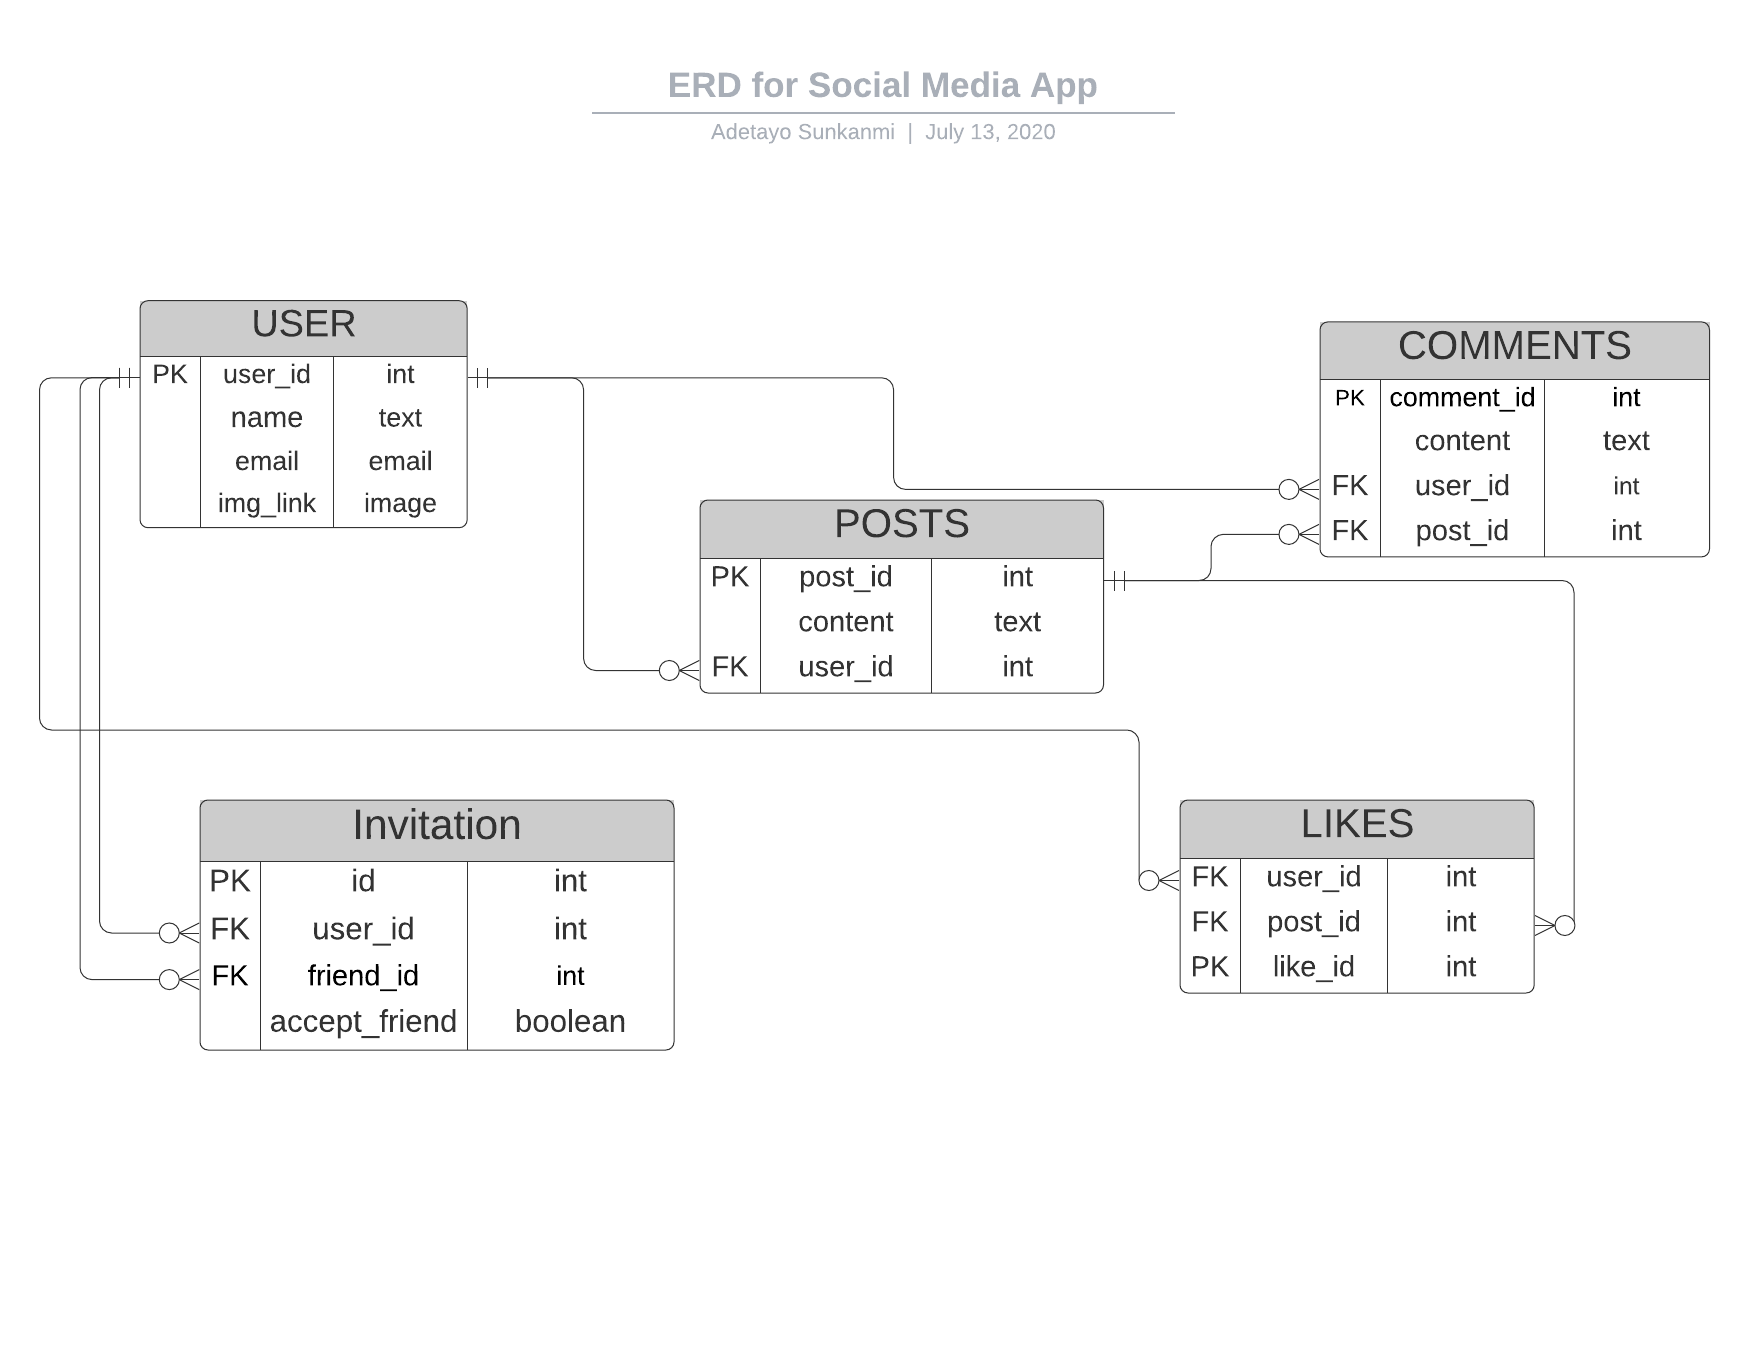 ERD for Social Media App
Adetayo Sunkanmi | July 13, 2020
USER
PK user_id int
name text
email email
img_link image
COMMENTS
PK comment_id int
content text
FK user_id int
FK post_id int
POSTS
PK post_id int
content text
FK user_id int
Invitation
PK id int
FK user_id int
FK friend_id int
accept_friend boolean
LIKES
FK user_id int
FK post_id int
PK like_id int